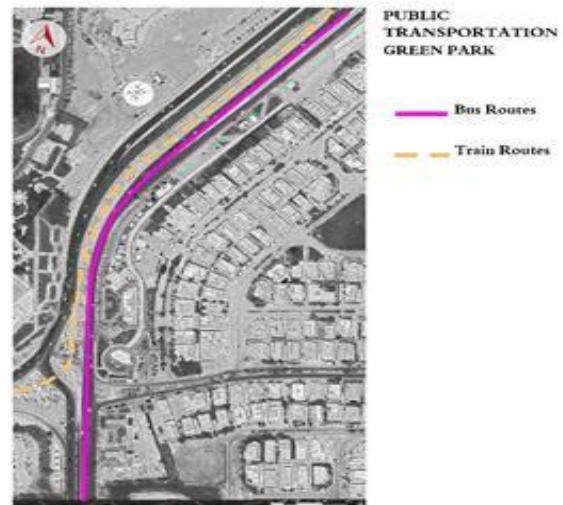 N
PUBLIC
TRANSPORTATION
GREEN PARK
Bus Routes
Train Routes